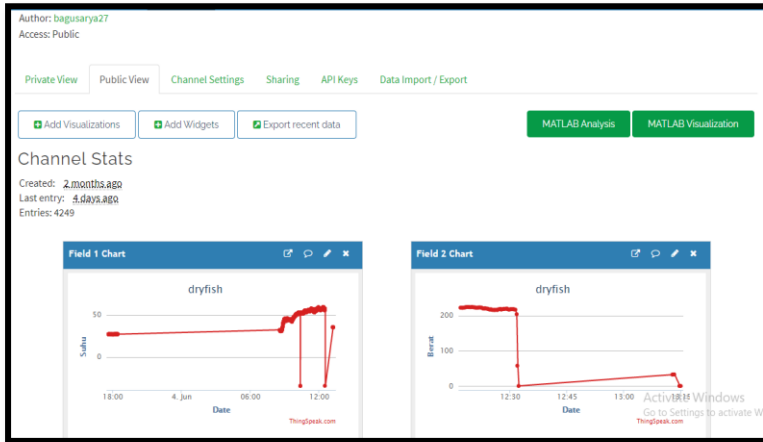 Author: bagusarya27
Access: Public
Private View Public View Channel Settings Sharing API Keys Data Import / Export
Add Visualizations Add Widgets Export recent data MATLAB Analysis MATLAB Visualization
Channel Stats
Created: 2 months ago
Last entry: 4 days ago
Entries: 4249
Field 1 Chart
dryfish
50
0
Suhu
18:00 4. Jun 06:00 12:00
Date
ThingSpeak.com
Field 2 Chart
dryfish
200
100
0
Berat
12:30 12:45 13:00
Date
ThingSpeak.com
Activate Windows
Go to Settings to activate W